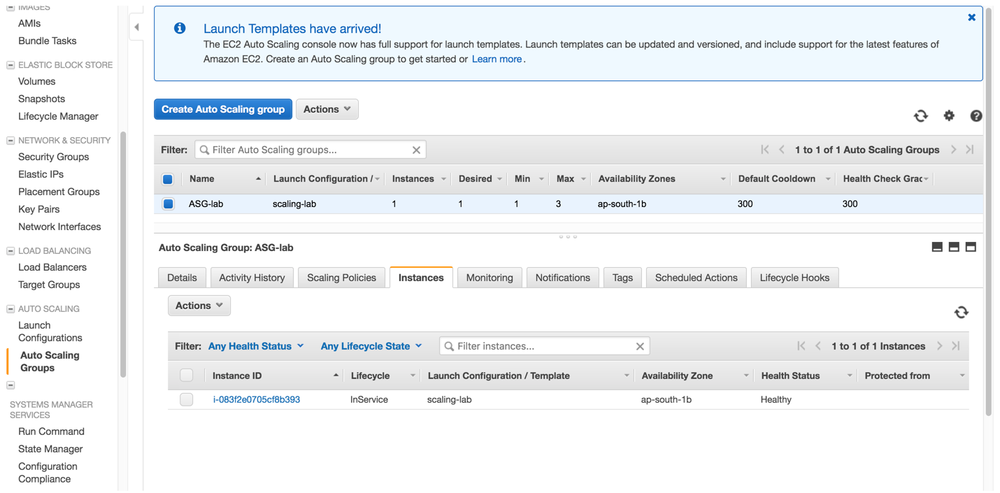 IMAGES
AMIs
Bundle Tasks
ELASTIC BLOCK STORE
Volumes
Snapshots
Lifecycle Manager
NETWORK & SECURITY
Security Groups
Elastic IPs
Placement Groups
Key Pairs
Network Interfaces
LOAD BALANCING
Load Balancers
Target Groups
AUTO SCALING
Launch
Configurations
Auto Scaling
Groups
SYSTEMS MANAGER
SERVICES
Run Command
State Manager
Configuration
Compliance
Launch Templates have arrived!
The EC2 Auto Scaling console now has full support for launch templates. Launch templates can be updated and versioned, and include support for the latest features of
Amazon EC2. Create an Auto Scaling group to get started or Learn more.
Create Auto Scaling group Actions
Filter: Filter Auto Scaling groups... 1 to 1 of 1 Auto Scaling Groups
Name Launch Configuration / Instances Desired Min Max Availability Zones Default Cooldown Health Check Grac
ASG-lab scaling-lab 1 1 1 3 ap-south-1b 300 300
Auto Scaling Group: ASG-lab
Details Activity History Scaling Policies Instances Monitoring Notifications Tags Scheduled Actions Lifecycle Hooks
Actions
Filter: Any Health Status Any Lifecycle State Filter instances... 1 to 1 of 1 Instances
Instance ID Lifecycle Launch Configuration / Template Availability Zone Health Status Protected from
i-083f2e0705cf8b393 InService scaling-lab ap-south-1b Healthy